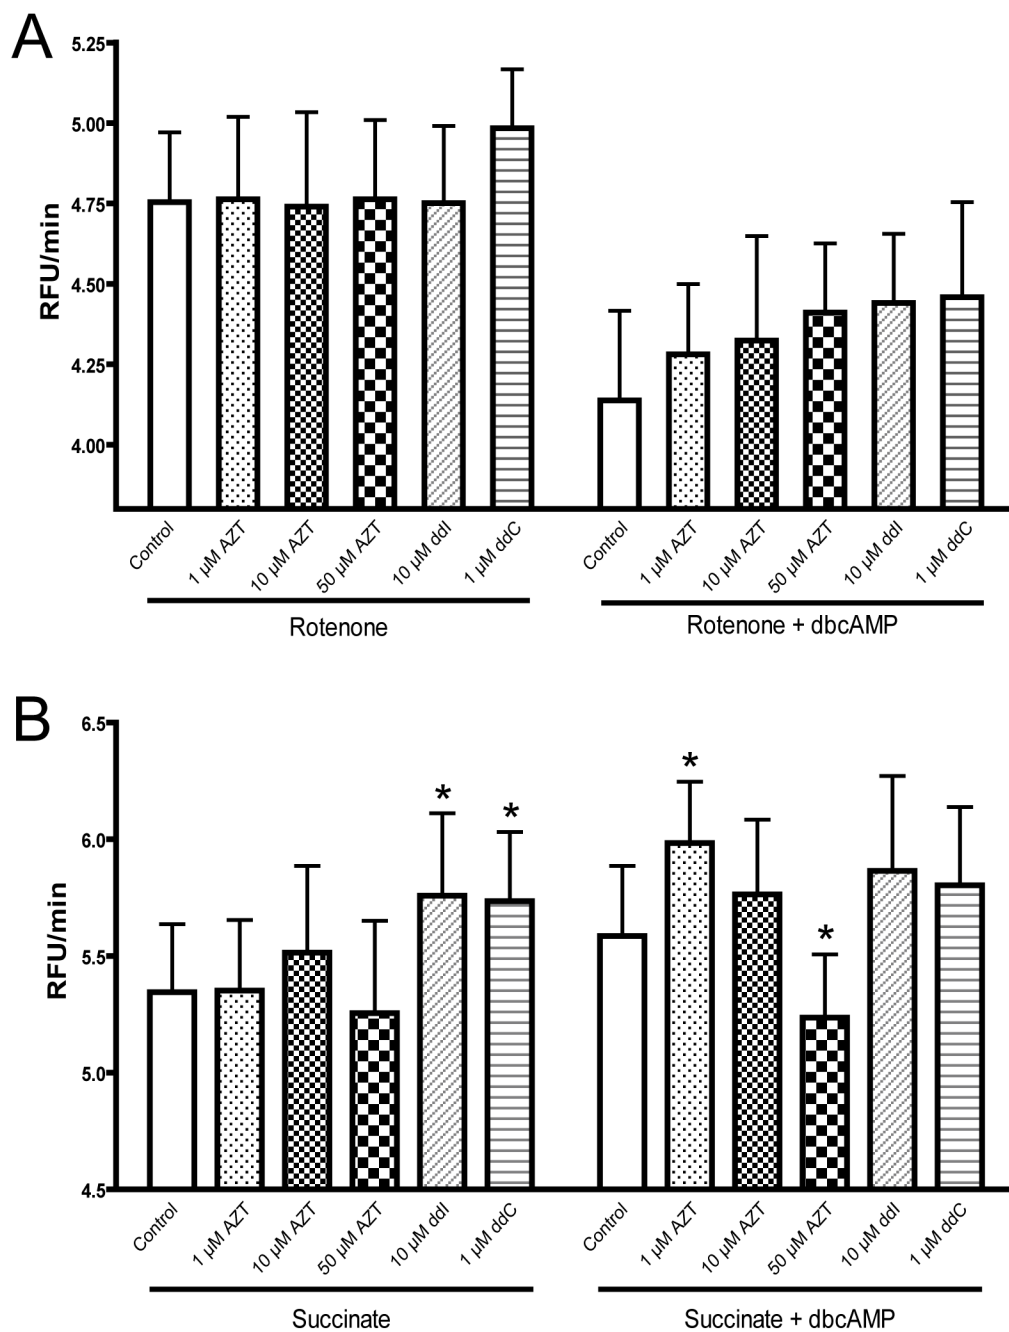 A
5.25
5.00
4.75
4.50
4.25
4.00
RFU/min
Control
1 µM AZT
10 µM AZT
50 µM AZT
10 µM ddI
1 µM ddC
Control
1 µM AZT
10 µM AZT
50 µM AZT
10 µM ddI
1 µM ddC
Rotenone
Rotenone + dbcAMP
B
6.5
6.0
5.5
5.0
4.5
RFU/min
*
*
*
*
Control
1 µM AZT
10 µM AZT
50 µM AZT
10 µM ddI
1 µM ddC
Control
1 µM AZT
10 µM AZT
50 µM AZT
10 µM ddI
1 µM ddC
Succinate
Succinate + dbcAMP